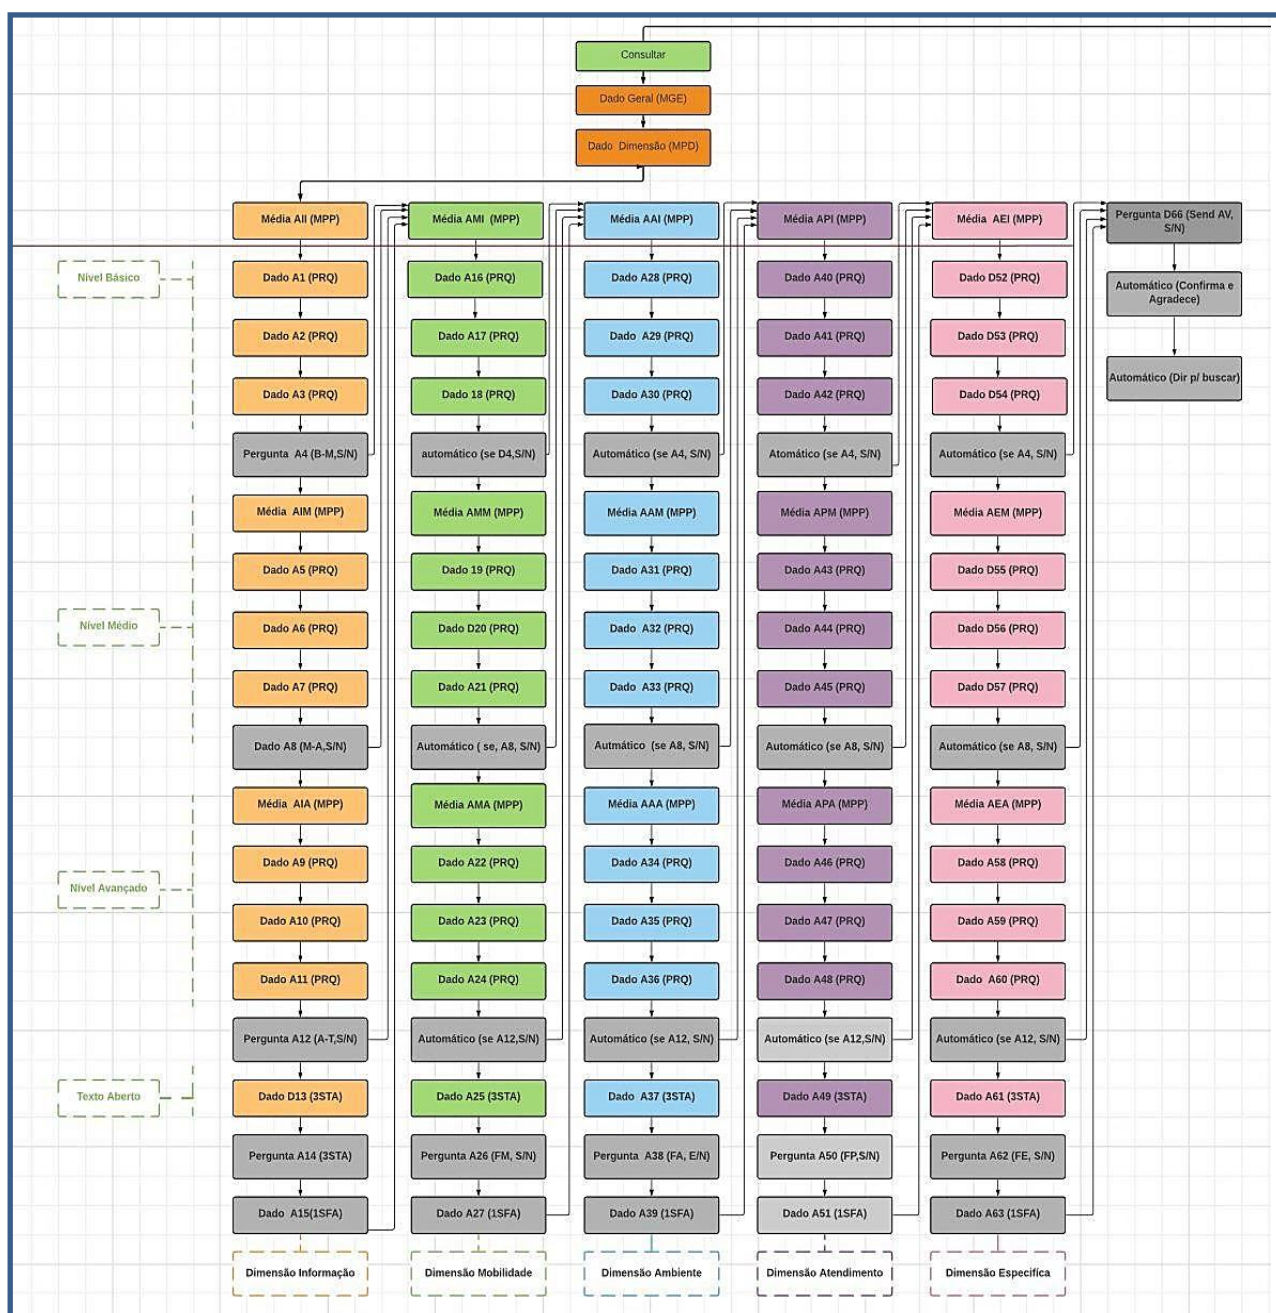 Consultar
Dado Geral (MGE)
Dado Dimensão (MPD)
Média AII (MPP)
Média AMI (MPP)
Média AAI (MPP)
Média API (MPP)
Média AEI (MPP)
Pergunta D66 (Send AV,
S/N)
Nível Básico
Dado A1 (PRQ)
Dado A16 (PRQ)
Dado A28 (PRQ)
Dado A40 (PRQ)
Dado D52 (PRQ)
Automático (Confirma e
Agradece)
Dado A2 (PRQ)
Dado A17 (PRQ)
Dado A29 (PRQ)
Dado A41 (PRQ)
Dado D53 (PRQ)
Automático (Dir p/ buscar)
Dado A3 (PRQ)
Dado 18 (PRQ)
Dado A30 (PRQ)
Dado A42 (PRQ)
Dado D54 (PRQ)
Pergunta A4 (B-M,S/N)
automático (se D4,S/N)
Automático (se A4, S/N)
Atomático (se A4, S/N)
Automático (se A4, S/N)
Média AIM (MPP)
Média AMM (MPP)
Média AAM (MPP)
Média APM (MPP)
Média AEM (MPP)
Dado A5 (PRQ)
Dado 19 (PRQ)
Dado A31 (PRQ)
Dado A43 (PRQ)
Dado D55 (PRQ)
Nível Médio
Dado A6 (PRQ)
Dado D20 (PRQ)
Dado A32 (PRQ)
Dado A44 (PRQ)
Dado D56 (PRQ)
Dado A7 (PRQ)
Dado A21 (PRQ)
Dado A33 (PRQ)
Dado A45 (PRQ)
Dado D57 (PRQ)
Dado A8 (M-A,S/N)
Automático ( se, A8, S/N)
Autmático (se A8, S/N)
Automático (se A8, S/N)
Automático (se A8, S/N)
Média AIA (MPP)
Média AMA (MPP)
Média AAA (MPP)
Média APA (MPP)
Média AEA (MPP)
Dado A9 (PRQ)
Dado A22 (PRQ)
Dado A34 (PRQ)
Dado A46 (PRQ)
Dado A58 (PRQ)
Nível Avançado
Dado A10 (PRQ)
Dado A23 (PRQ)
Dado A35 (PRQ)
Dado A47 (PRQ)
Dado A59 (PRQ)
Dado A11 (PRQ)
Dado A24 (PRQ)
Dado A36 (PRQ)
Dado A48 (PRQ)
Dado A60 (PRQ)
Pergunta A12 (A-T,S/N)
Automático (se A12,S/N)
Automático (se A12, S/N)
Automático (se A12,S/N)
Automático (se A12, S/N)
Texto Aberto
Dado D13 (3STA)
Dado A25 (3STA)
Dado A37 (3STA)
Dado A49 (3STA)
Dado A61 (3STA)
Pergunta A14 (3STA)
Pergunta A26 (FM, S/N)
Pergunta A38 (FA, E/N)
Pergunta A50 (FP,S/N)
Pergunta A62 (FE, S/N)
Dado A15(1SFA)
Dado A27 (1SFA)
Dado A39 (1SFA)
Dado A51 (1SFA)
Dado A63 (1SFA)
Dimensão Informação
Dimensão Mobilidade
Dimensão Ambiente
Dimensão Atendimento
Dimensão Especifíca